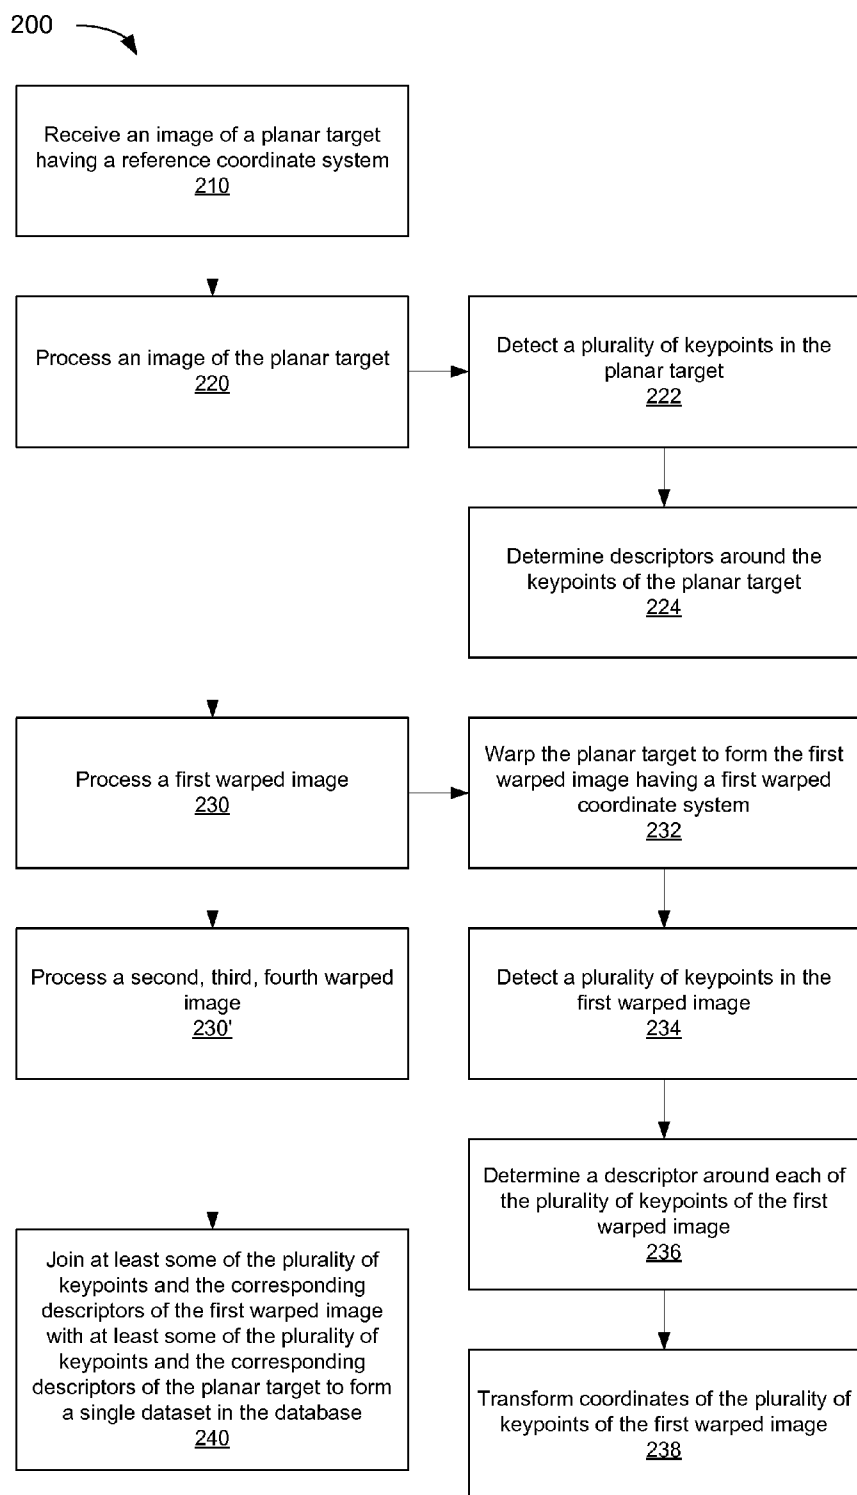 200
Receive an image of a planar target
having a reference coordinate system
210
Process an image of the planar target
220
Detect a plurality of keypoints in the
planar target
222
Determine descriptors around the
keypoints of the planar target
224
Process a first warped image
230
Warp the planar target to form the first
warped image having a first warped
coordinate system
232
Process a second, third, fourth warped
image
230'
Detect a plurality of keypoints in the
first warped image
234
Determine a descriptor around each of
the plurality of keypoints of the first
warped image
236
Join at least some of the plurality of
keypoints and the corresponding
descriptors of the first warped image
with at least some of the plurality of
keypoints and the corresponding
descriptors of the planar target to form
a single dataset in the database
240
Transform coordinates of the plurality of
keypoints of the first warped image
238